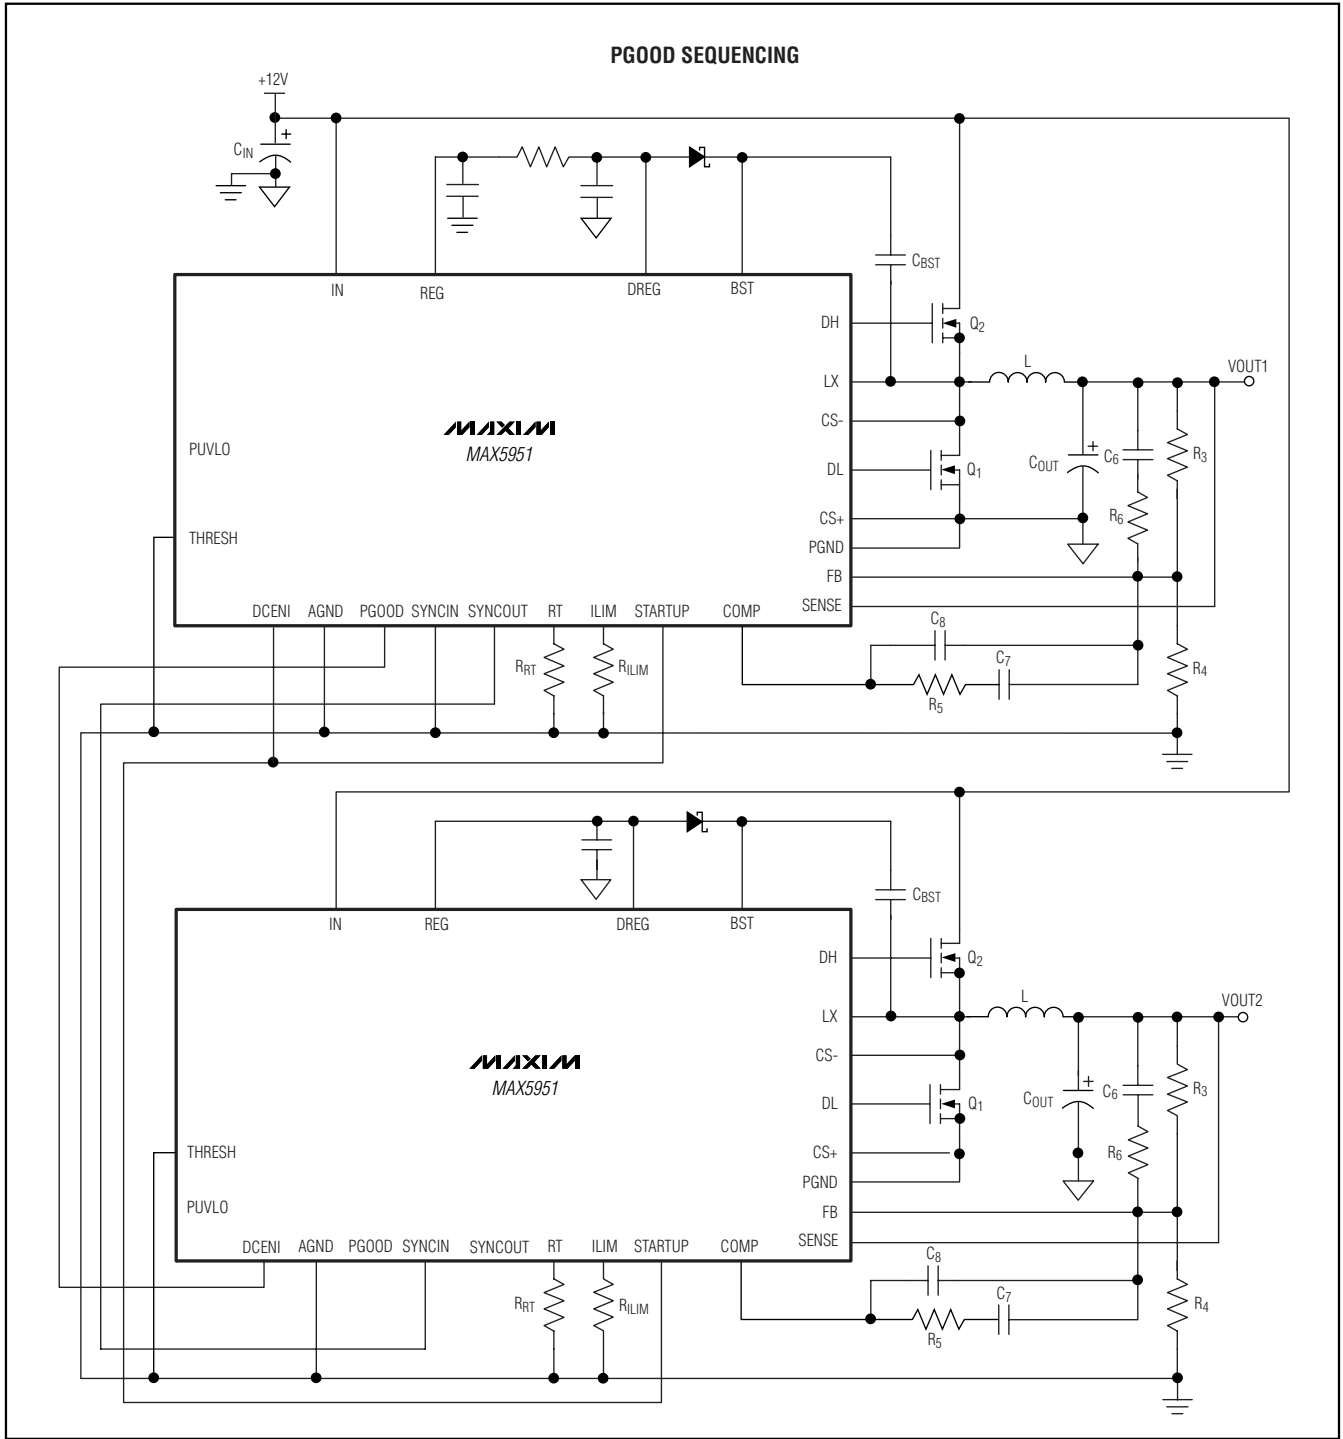 PGOOD SEQUENCING
+12V
+
CIN
CBST
IN
REG
DREG
BST
DH
Q2
L
VOUT1
LX
CS-
MAXIM
MAX5951
PUVLO
+
COUT
C6
R3
DL
Q1
R6
CS+
THRESH
PGND
FB
SENSE
DCENI AGND PGOOD SYNCIN SYNCOUT RT ILIM STARTUP COMP
C8
RRT
RILIM
C7
R4
R5
CBST
IN
REG
DREG
BST
DH
Q2
L
VOUT2
LX
CS-
MAXIM
MAX5951
+
COUT
C6
R3
DL
Q1
R6
THRESH
CS+
PGND
PUVLO
FB
SENSE
DCENI AGND PGOOD SYNCIN SYNCOUT RT ILIM STARTUP COMP
C8
RRT
RILIM
C7
R4
R5